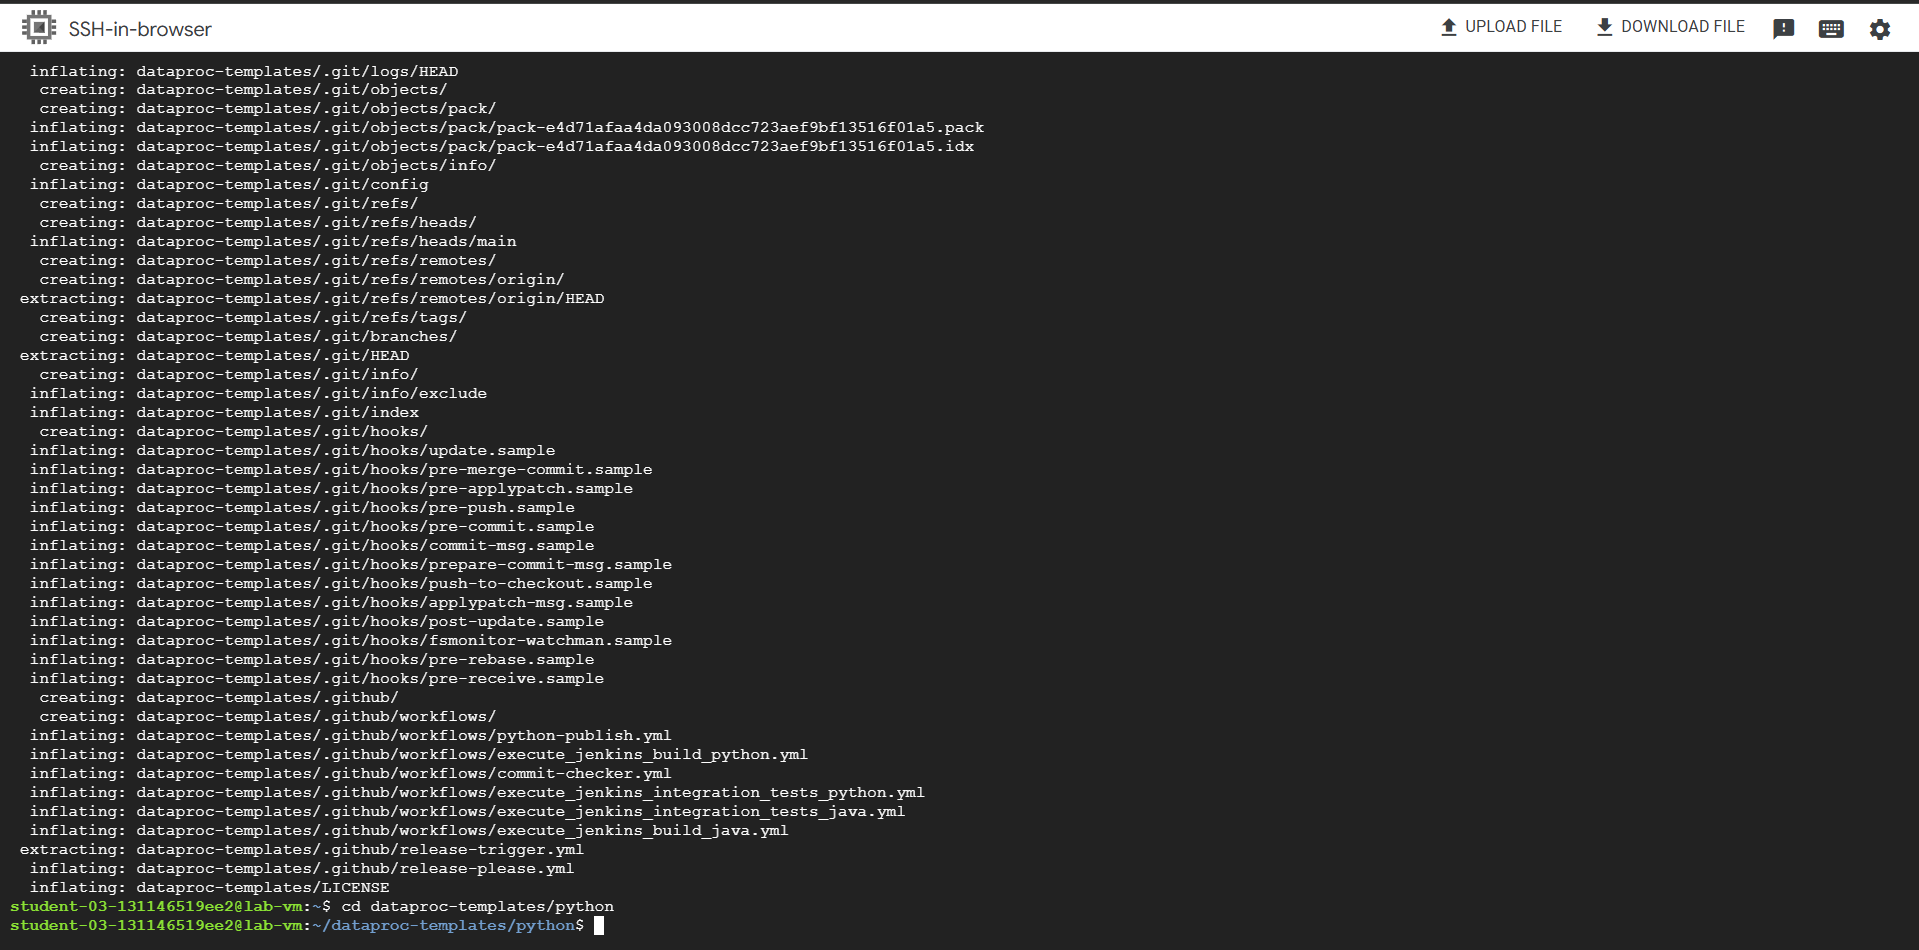 SSH-in-browser
UPLOAD FILE
DOWNLOAD FILE
inflating: dataproc-templates/.git/logs/HEAD
creating: dataproc-templates/.git/objects/
creating: dataproc-templates/.git/objects/pack/
inflating: dataproc-templates/.git/objects/pack/pack-e4d71afaa4da093008dcc723aef9bf13516f01a5.pack
inflating: dataproc-templates/.git/objects/pack/pack-e4d71afaa4da093008dcc723aef9bf13516f01a5.idx
creating: dataproc-templates/.git/objects/info/
inflating: dataproc-templates/.git/config
creating: dataproc-templates/.git/refs/
creating: dataproc-templates/.git/refs/heads/
inflating: dataproc-templates/.git/refs/heads/main
creating: dataproc-templates/.git/refs/remotes/
creating: dataproc-templates/.git/refs/remotes/origin/
extracting: dataproc-templates/.git/refs/remotes/origin/HEAD
creating: dataproc-templates/.git/refs/tags/
creating: dataproc-templates/.git/branches/
extracting: dataproc-templates/.git/HEAD
creating: dataproc-templates/.git/info/
inflating: dataproc-templates/.git/info/exclude
inflating: dataproc-templates/.git/index
creating: dataproc-templates/.git/hooks/
inflating: dataproc-templates/.git/hooks/update.sample
inflating: dataproc-templates/.git/hooks/pre-merge-commit.sample
inflating: dataproc-templates/.git/hooks/pre-applypatch.sample
inflating: dataproc-templates/.git/hooks/pre-push.sample
inflating: dataproc-templates/.git/hooks/pre-commit.sample
inflating: dataproc-templates/.git/hooks/commit-msg.sample
inflating: dataproc-templates/.git/hooks/prepare-commit-msg.sample
inflating: dataproc-templates/.git/hooks/push-to-checkout.sample
inflating: dataproc-templates/.git/hooks/applypatch-msg.sample
inflating: dataproc-templates/.git/hooks/post-update.sample
inflating: dataproc-templates/.git/hooks/fsmonitor-watchman.sample
inflating: dataproc-templates/.git/hooks/pre-rebase.sample
inflating: dataproc-templates/.git/hooks/pre-receive.sample
creating: dataproc-templates/.github/
creating: dataproc-templates/.github/workflows/
inflating: dataproc-templates/.github/workflows/python-publish.yml
inflating: dataproc-templates/.github/workflows/execute_jenkins_build_python.yml
inflating: dataproc-templates/.github/workflows/commit-checker.yml
inflating: dataproc-templates/.github/workflows/execute_jenkins_integration_tests_python.yml
inflating: dataproc-templates/.github/workflows/execute_jenkins_integration_tests_java.yml
inflating: dataproc-templates/.github/workflows/execute_jenkins_build_java.yml
extracting: dataproc-templates/.github/release-trigger.yml
inflating: dataproc-templates/.github/release-please.yml
inflating: dataproc-templates/LICENSE
student-03-131146519ee2@lab-vm:~$ cd dataproc-templates/python
student-03-131146519ee2@lab-vm:~/dataproc-templates/python$